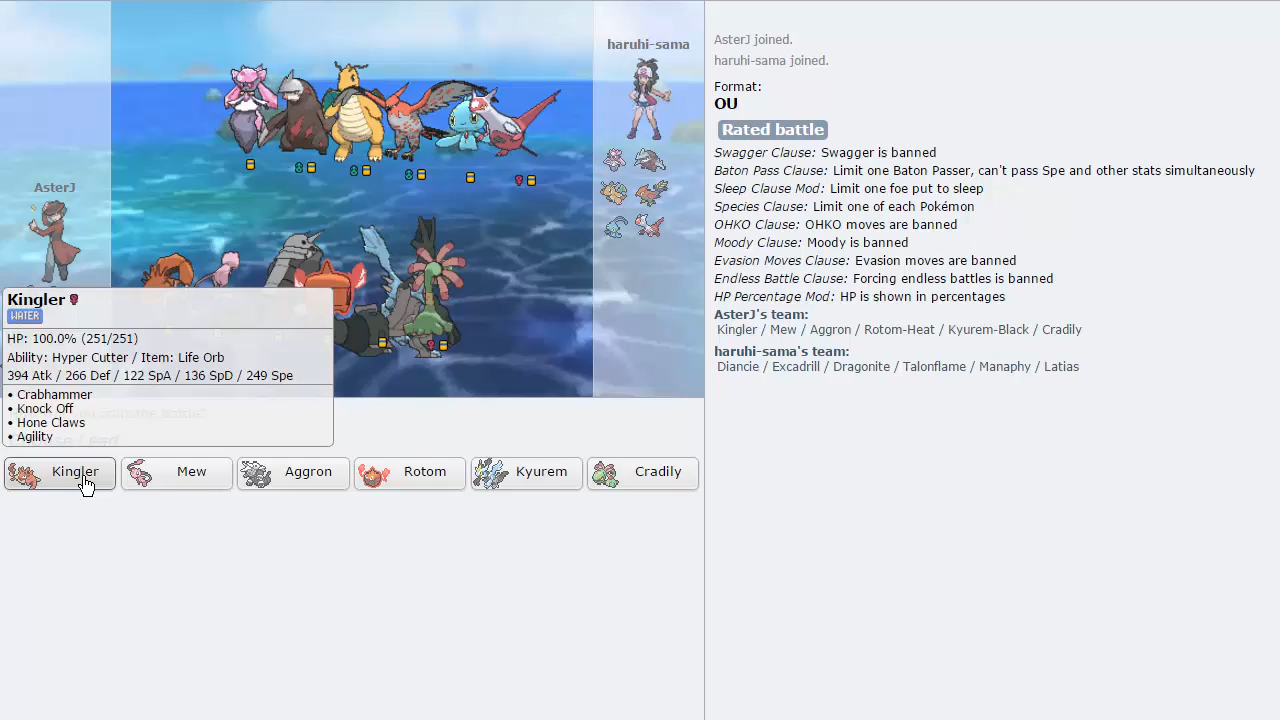 haruhi-sama
AsterJ
Kingler
WATER
HP: 100.0% (251/251)
Ability: Hyper Cutter / Item: Life Orb
394 Atk / 266 Def / 122 SpA / 136 SpD / 249 Spe
• Crabhammer
• Knock Off
• Hone Claws
• Agility
Kingler
Mew
Aggron
Rotom
Kyurem
Cradily
AsterJ joined.
haruhi-sama joined.
Format:
OU
Rated battle
Swagger Clause: Swagger is banned
Baton Pass Clause: Limit one Baton Passer, can't pass Spe and other stats simultaneously
Sleep Clause Mod: Limit one foe put to sleep
Species Clause: Limit one of each Pokémon
OHKO Clause: OHKO moves are banned
Moody Clause: Moody is banned
Evasion Moves Clause: Evasion moves are banned
Endless Battle Clause: Forcing endless battles is banned
HP Percentage Mod: HP is shown in percentages
AsterJ's team:
Kingler / Mew / Aggron / Rotom-Heat / Kyurem-Black / Cradily
haruhi-sama's team:
Diancie / Excadrill / Dragonite / Talonflame / Manaphy / Latias